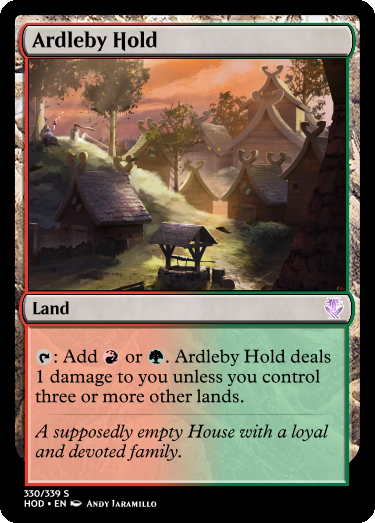 Ardleby Hold
Land
: Add or . Ardleby Hold deals
1 damage to you unless you control
three or more other lands.
A supposedly empty House with a loyal
and devoted family.
330/339 S
HOD • EN Andy Jaramillo